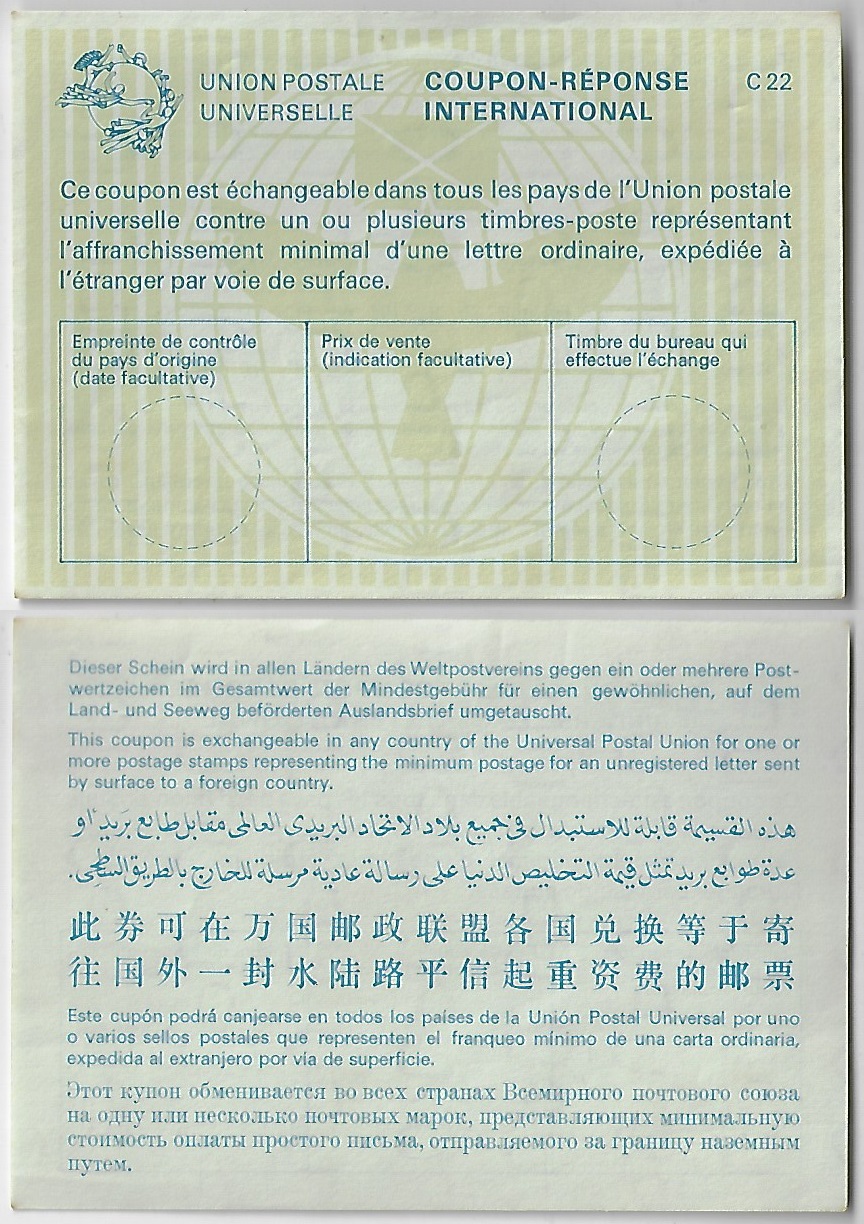 UNION POSTALE
UNIVERSELLE
COUPON-RÉPONSE
INTERNATIONAL
C 22
Ce coupon est échangeable dans tous les pays de l'Union postale
universelle contre un ou plusieurs timbres-poste représentant
l'affranchissement minimal d'une lettre ordinaire, expédiée à
l'étranger par voie de surface.
Empreinte de contrôle
du pays d'origine
(date facultative)
Prix de vente
(indication facultative)
Timbre du bureau qui
effectue l'échange
Dieser Schein wird in allen Ländern des Weltpostvereins gegen ein oder mehrere Post-
wertzeichen im Gesamtwert der Mindestgebühr für einen gewöhnlichen, auf dem
Land- und Seeweg beförderten Auslandsbrief umgetauscht.
This coupon is exchangeable in any country of the Universal Postal Union for one or
more postage stamps representing the minimum postage for an unregistered letter sent
by surface to a foreign country.
هذه القسيمة قابلة للاستبدال فى جميع بلاد الاتحاد البريدى العالمى مقابل طابع بريد او
عدة طوابع بريد تمثل قيمة التخليص الدنيا على رسالة عادية مرسلة للخارج بالطريق السطحى.
此券可在万国邮政联盟各国兑换等于寄
往国外一封水陆路平信起重资费的邮票
Este cupón podrá canjearse en todos los países de la Unión Postal Universal por uno
o varios sellos postales que representen el franqueo mínimo de una carta ordinaria,
expedida al extranjero por vía de superficie.
Этот купон обменивается во всех странах Всемирного почтового союза
на одну или несколько почтовых марок, представляющих минимальную
стоимость оплаты простого письма, отправляемого за границу наземным
путем.